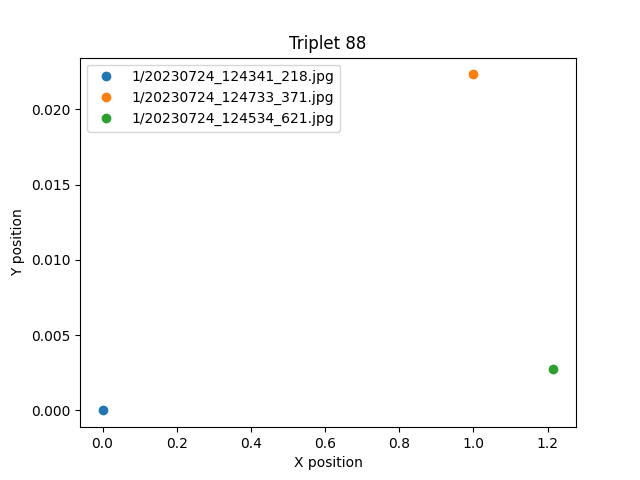 Triplet 88
1/20230724_124341_218.jpg
1/20230724_124733_371.jpg
1/20230724_124534_621.jpg
0.020
0.015
0.010
0.005
0.000
Y position
0.0 0.2 0.4 0.6 0.8 1.0 1.2
X position